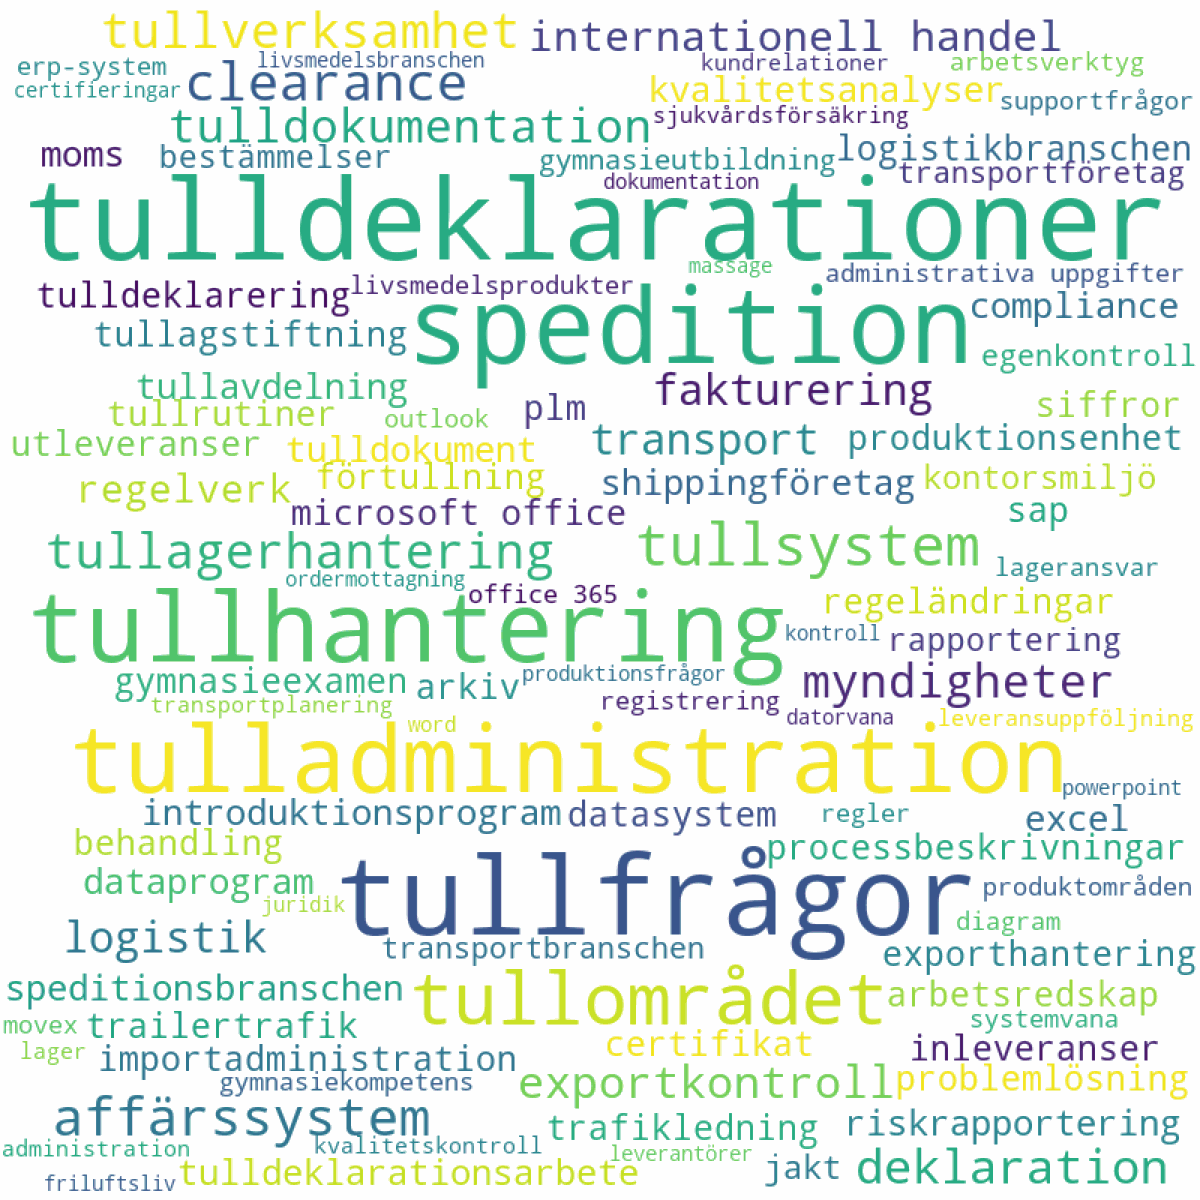 tullverksamhet
internationell handel
livsmedelsbranschen
kundrelationer
arbetsverktyg
erp-system
clearance
kvalitetsanalyser
certifieringar
supportfrågor
tulldokumentation
sjukvårdsförsäkring
moms
bestämmelser
gymnasieutbildning
logistikbranschen
dokumentation
transportföretag
tulldeklarationer
massage
administrativa uppgifter
tulldeklarering
livsmedelsprodukter
spedition
compliance
tullagstiftning
egenkontroll
tullavdelning
fakturering
tullrutiner
outlook
plm
siffror
utleveranser
tulldokument
transport
produktionsenhet
regelverk
förtullning
shippingföretag
kontorsmiljö
microsoft office
sap
tullagerhantering
tullsystem
lageransvar
ordermottagning
office 365
regeländringar
tullhantering
kontroll
rapportering
gymnasieexamen
arkiv
produktionsfrågor
myndigheter
transportplanering
registrering
datorvana
leveransuppföljning
word
tulladministration
powerpoint
introduktionsprogram
datasystem
regler
excel
behandling
processbeskrivningar
dataprogram
tullfrågor
produktområden
juridik
diagram
logistik
transportbranschen
exporthantering
speditionsbranschen
tullområdet
arbetsredskap
movex
trailertrafik
systemvana
lager
importadministration
certifikat
inleveranser
gymnasiekompetens
exportkontroll
problemlösning
affärssystem
trafikledning
riskrapportering
administration
kvalitetskontroll
leverantörer
friluftsliv
tulldeklarationsarbete
jakt
deklaration